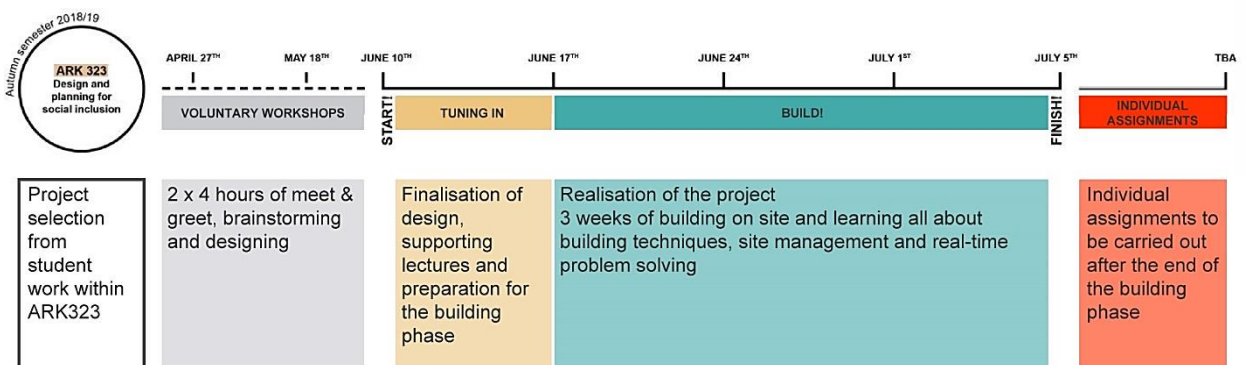 Autumn semester 2018/19
ARK 323
Design and
planning for
social inclusion
APRIL 27TH
MAY 18TH
JUNE 10TH
JUNE 17TH
JUNE 24TH
JULY 1ST
JULY 5TH
TBA
VOLUNTARY WORKSHOPS
START!
TUNING IN
BUILD!
FINISH!
INDIVIDUAL
ASSIGNMENTS
Project
selection
from
student
work within
ARK323
2 x 4 hours of meet &
greet, brainstorming
and designing
Finalisation of
design,
supporting
lectures and
preparation for
the building
phase
Realisation of the project
3 weeks of building on site and learning all about
building techniques, site management and real-time
problem solving
Individual
assignments to
be carried out
after the end of
the building
phase